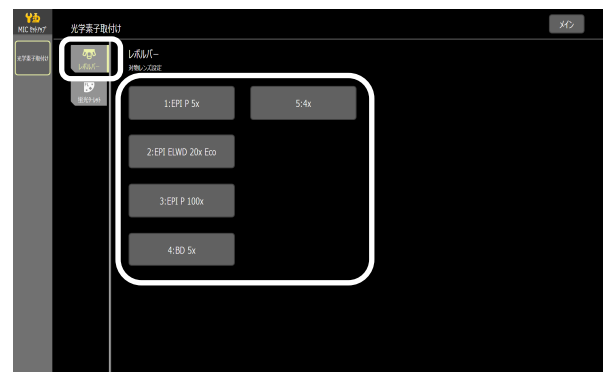 MIC ｾｯﾄｱｯﾌﾟ
光学素子取付け
メイン
光学素子取付け
ﾚﾎﾞﾙﾊﾞｰ
レボルバー
対物レンズ設定
1:EPI P 5x
5:4x
2:EPI ELWD 20x Eco
3:EPI P 100x
4:BD 5x